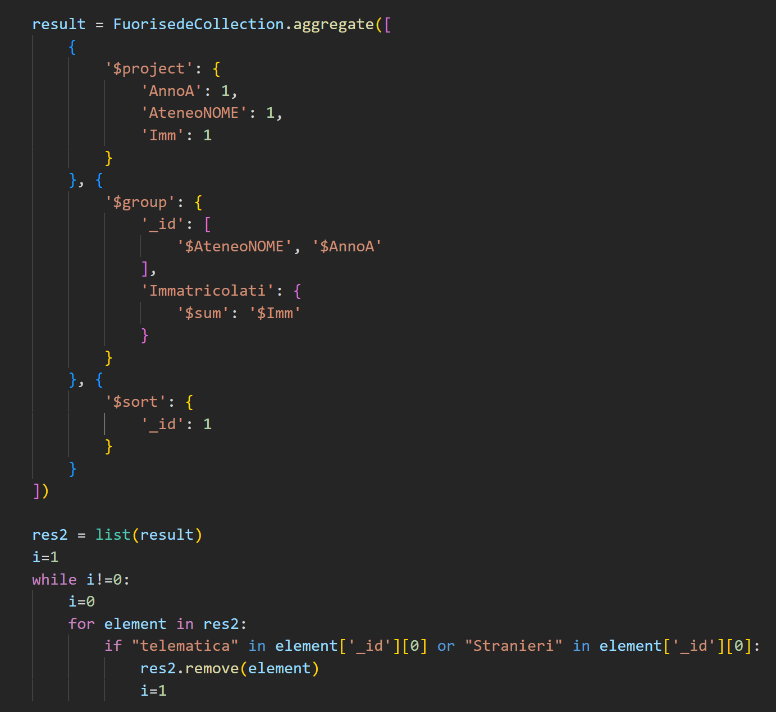 result = FuorisedeCollection.aggregate([
    {
        '$project': {
            'AnnoA': 1,
            'AteneoNOME': 1,
            'Imm': 1
        }
    }, {
        '$group': {
            '_id': [
                '$AteneoNOME', '$AnnoA'
            ],
            'Immatricolati': {
                '$sum': '$Imm'
            }
        }
    }, {
        '$sort': {
            '_id': 1
        }
    }
])

res2 = list(result)
i=1
while i!=0:
    i=0
    for element in res2:
        if "telematica" in element['_id'][0] or "Stranieri" in element['_id'][0]:
            res2.remove(element)
            i=1